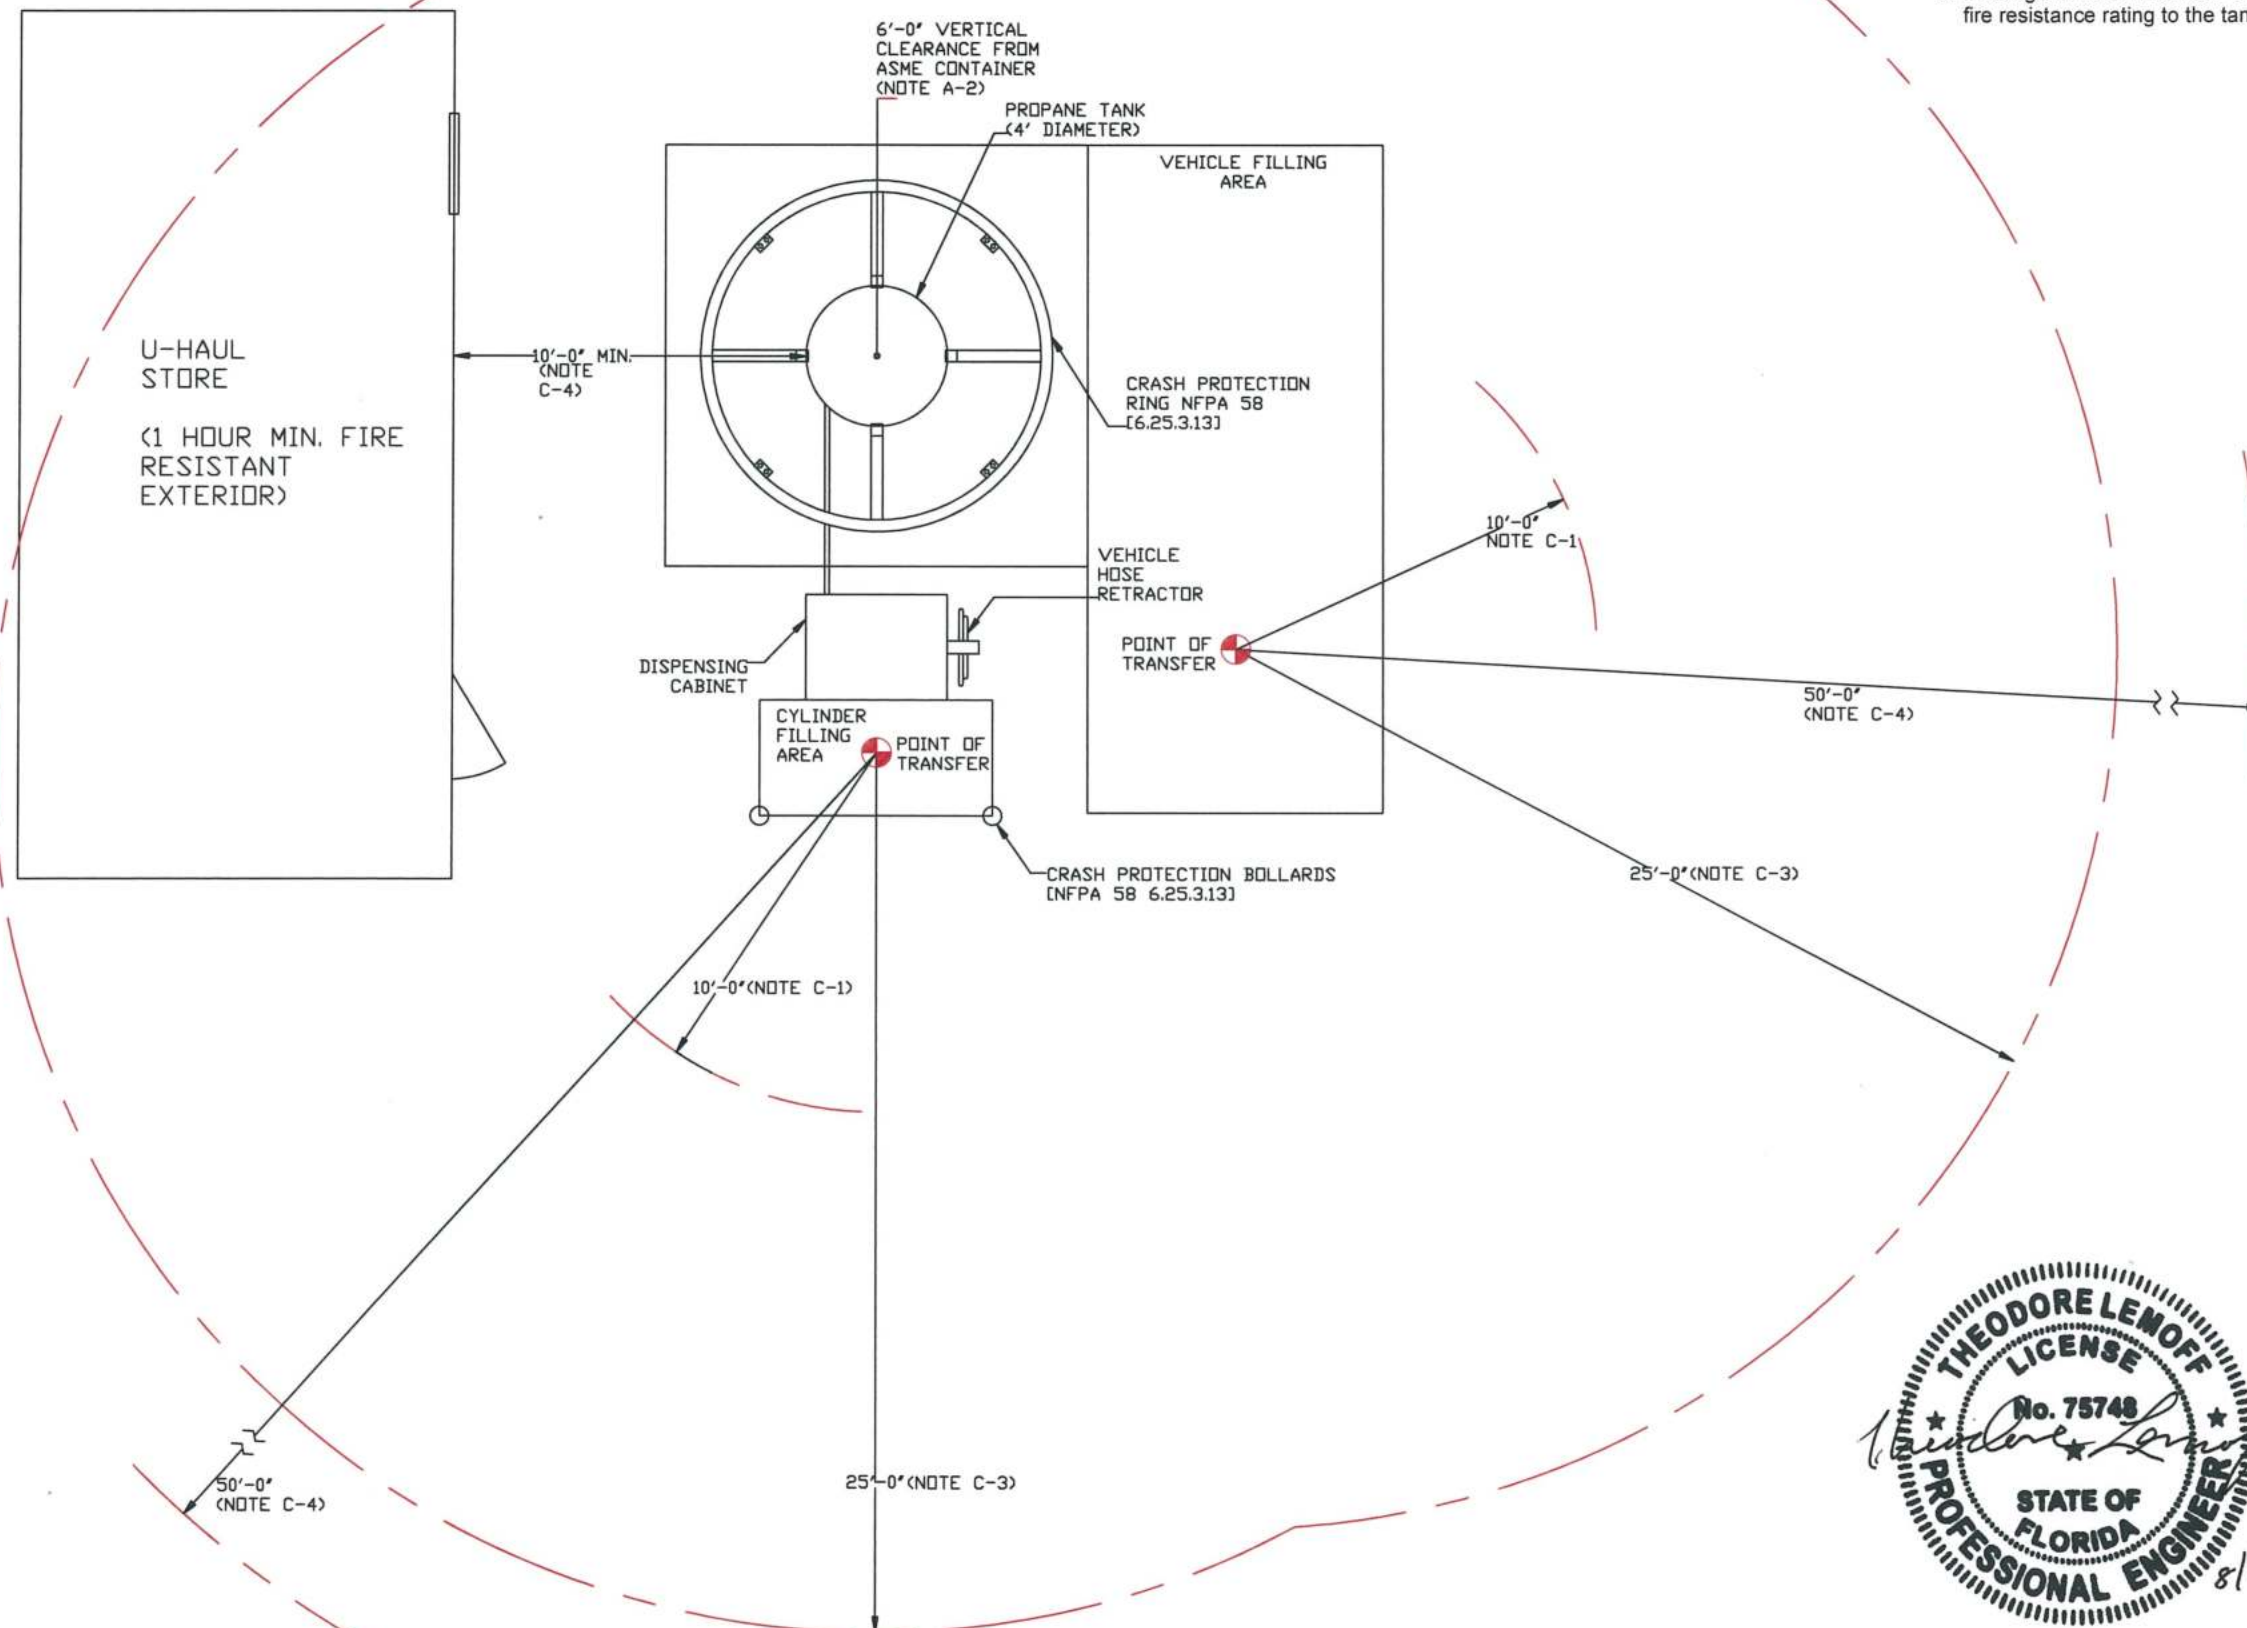 fire resistance rating to the tan
6'-0" VERTICAL
CLEARANCE FROM
ASME CONTAINER
(NOTE A-2)
PROPANE TANK
(4' DIAMETER)
VEHICLE FILLING
AREA
U-HAUL
STORE
(1 HOUR MIN. FIRE
RESISTANT
EXTERIOR)
10'-0" MIN.
(NOTE
C-4)
CRASH PROTECTION
RING NFPA 58
[6.25.3.13]
10'-0"
NOTE C-1
VEHICLE
HOSE
RETRACTOR
POINT OF
TRANSFER
DISPENSING
CABINET
50'-0"
(NOTE C-4)
CYLINDER
FILLING
AREA
POINT OF
TRANSFER
CRASH PROTECTION BOLLARDS
[NFPA 58 6.25.3.13]
25'-0"(NOTE C-3)
10'-0"(NOTE C-1)
50'-0"
(NOTE C-4)
25'-0"(NOTE C-3)
THEODORE LEMOFF
LICENSE
No. 75748
STATE OF
FLORIDA
PROFESSIONAL ENGINEER
8/